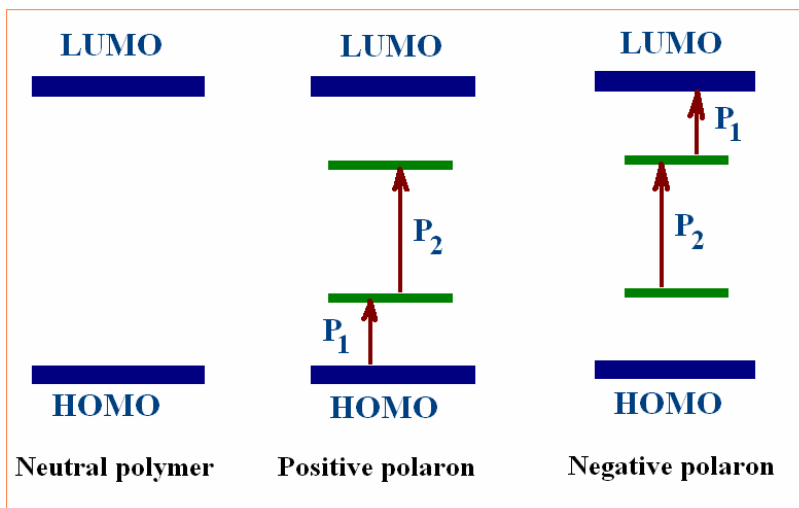 LUMO
LUMO
LUMO
P1
P2
P2
P1
HOMO
HOMO
HOMO
Neutral polymer
Positive polaron
Negative polaron